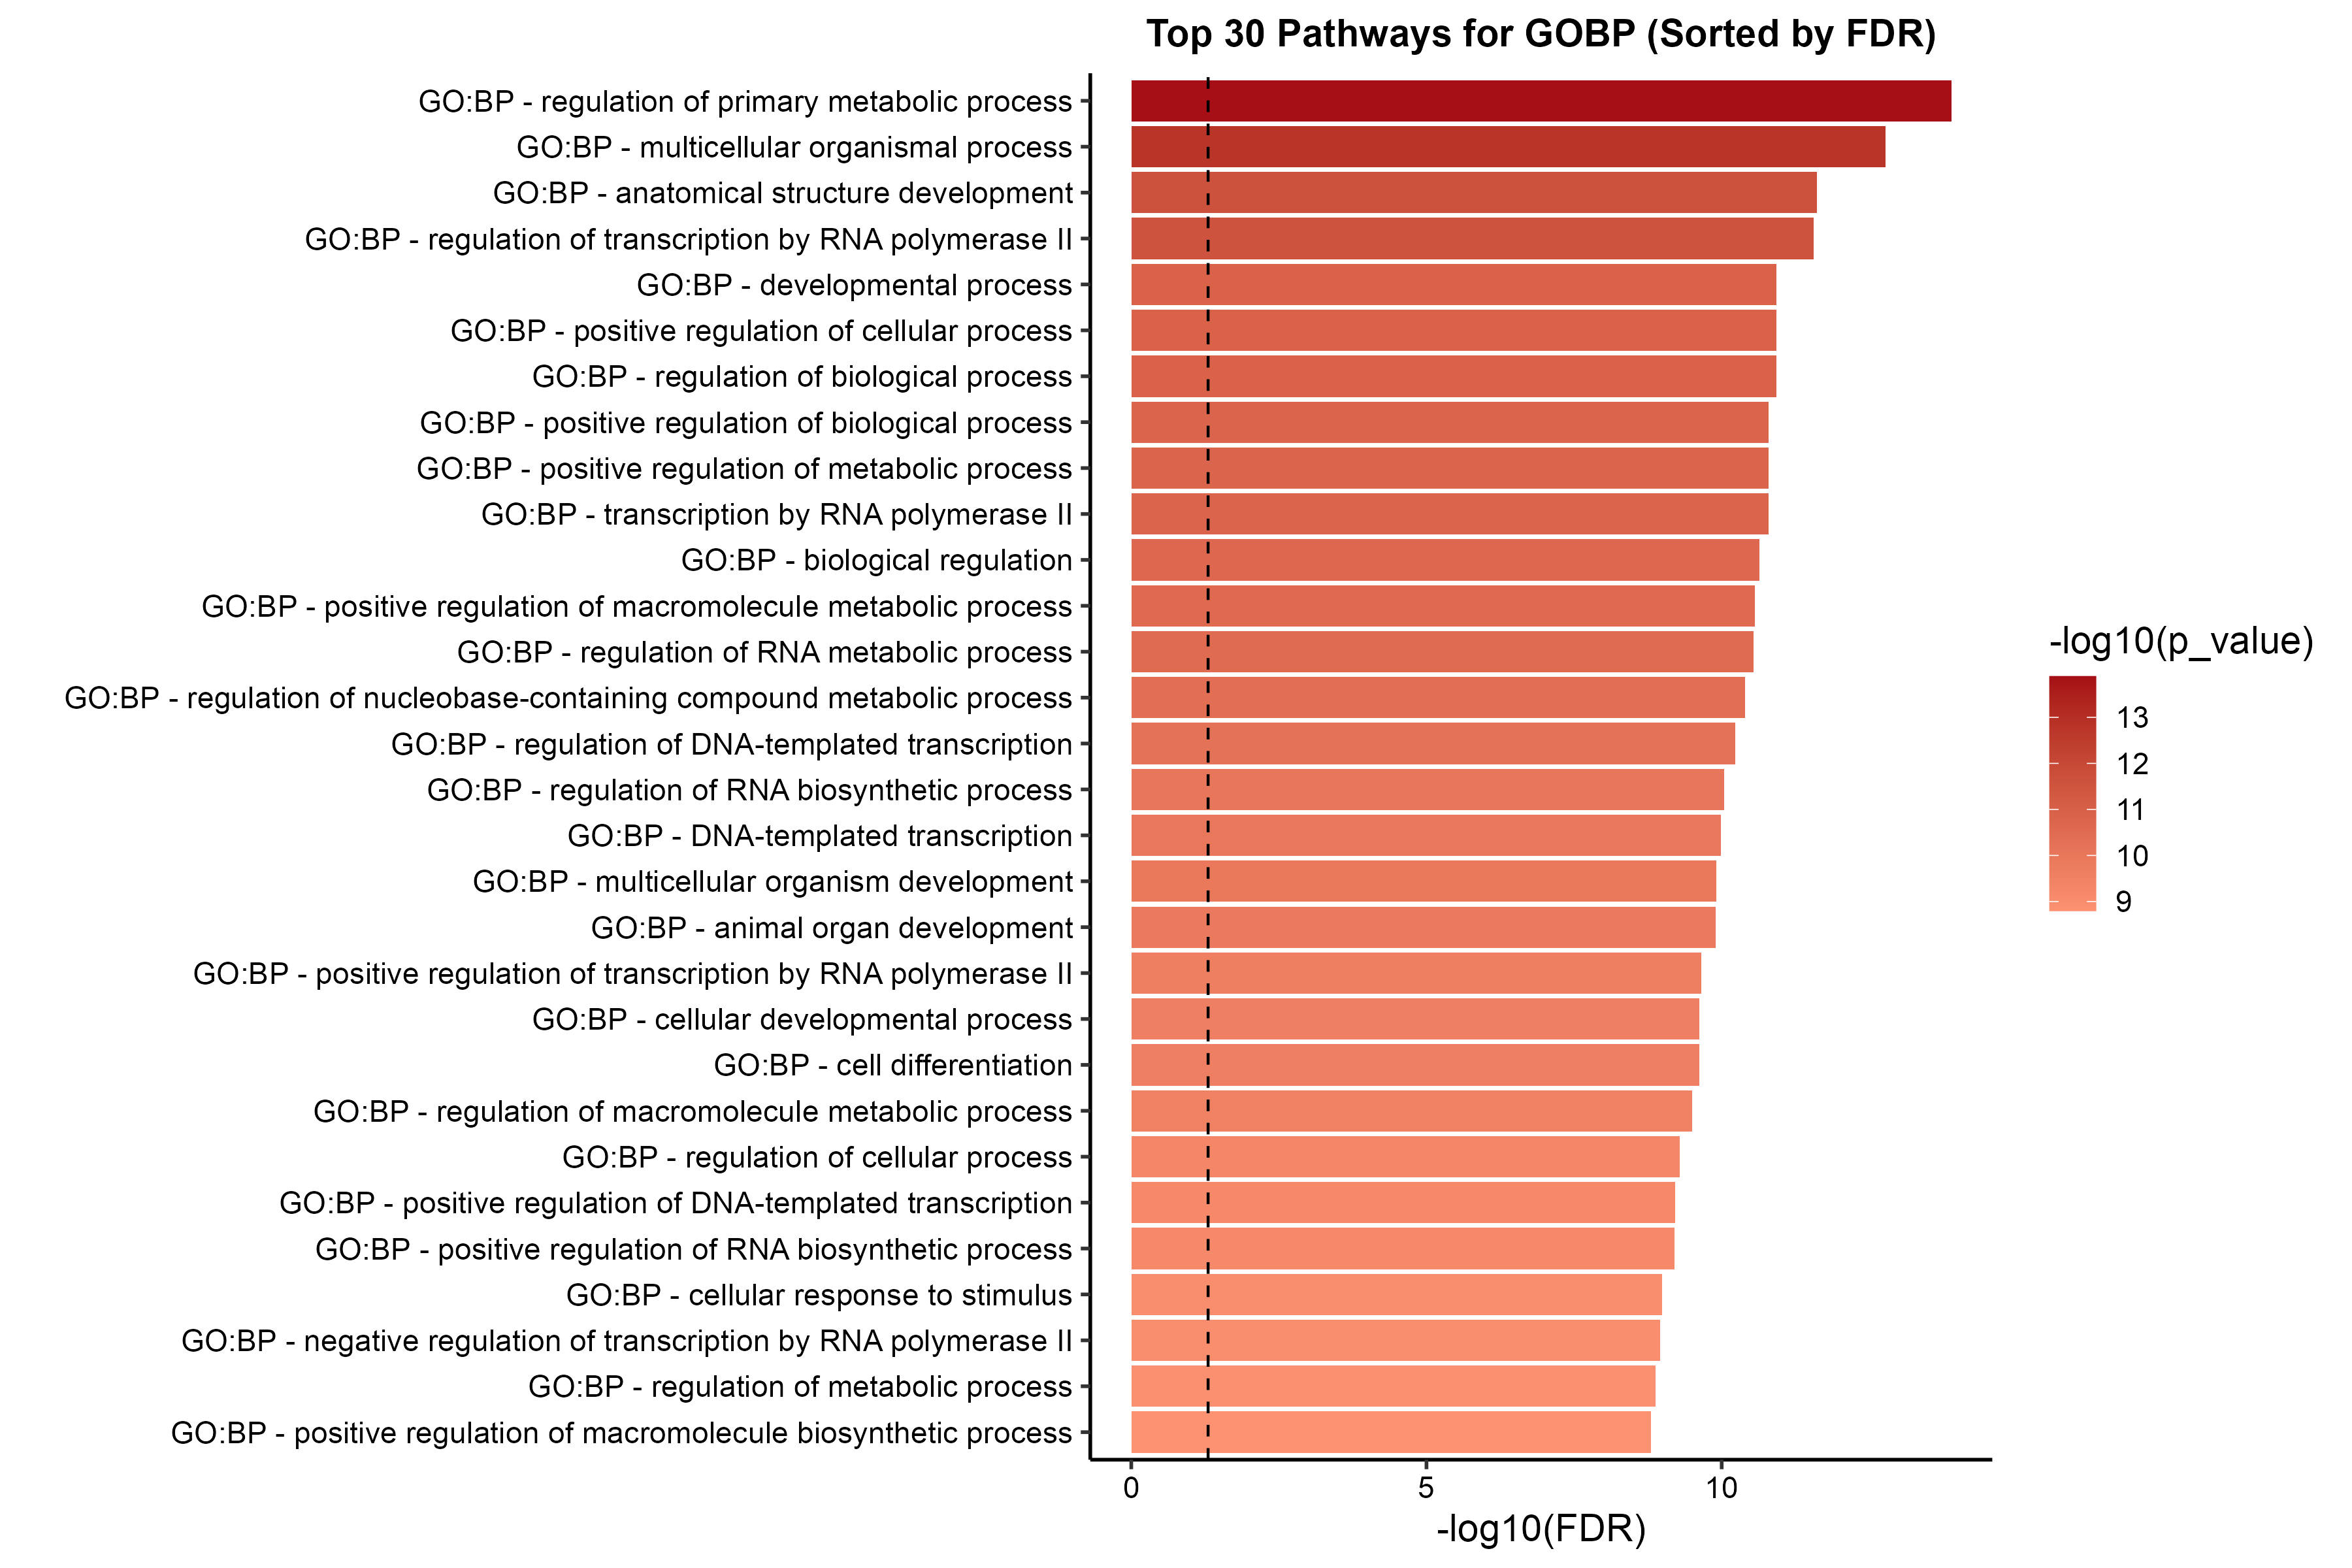 Top 30 Pathways for GOBP (Sorted by FDR)
GO:BP - regulation of primary metabolic process
GO:BP - multicellular organismal process
GO:BP - anatomical structure development
GO:BP - regulation of transcription by RNA polymerase II
GO:BP - developmental process
GO:BP - positive regulation of cellular process
GO:BP - regulation of biological process
GO:BP - positive regulation of biological process
GO:BP - positive regulation of metabolic process
GO:BP - transcription by RNA polymerase II
GO:BP - biological regulation
GO:BP - positive regulation of macromolecule metabolic process
GO:BP - regulation of RNA metabolic process
GO:BP - regulation of nucleobase-containing compound metabolic process
GO:BP - regulation of DNA-templated transcription
GO:BP - regulation of RNA biosynthetic process
GO:BP - DNA-templated transcription
GO:BP - multicellular organism development
GO:BP - animal organ development
GO:BP - positive regulation of transcription by RNA polymerase II
GO:BP - cellular developmental process
GO:BP - cell differentiation
GO:BP - regulation of macromolecule metabolic process
GO:BP - regulation of cellular process
GO:BP - positive regulation of DNA-templated transcription
GO:BP - positive regulation of RNA biosynthetic process
GO:BP - cellular response to stimulus
GO:BP - negative regulation of transcription by RNA polymerase II
GO:BP - regulation of metabolic process
GO:BP - positive regulation of macromolecule biosynthetic process
0 5 10
-log10(FDR)
-log10(p_value)
13
12
11
10
9